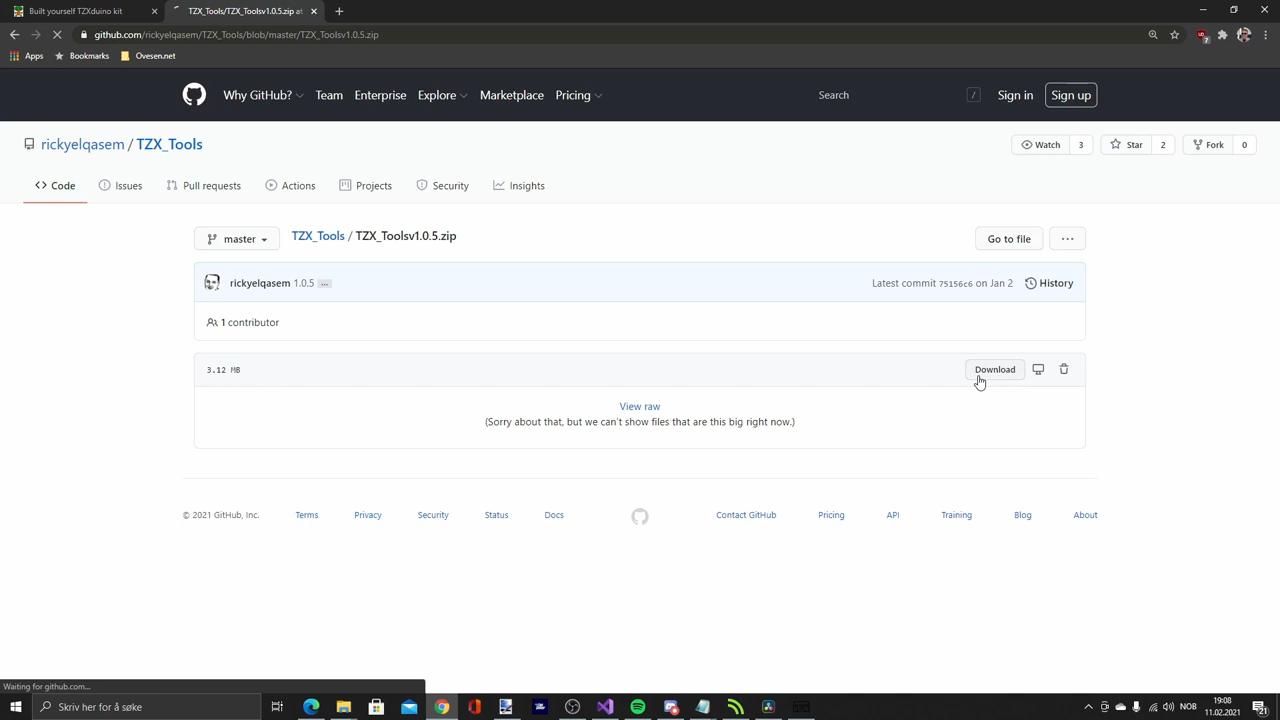 Built yourself TZXduino kit
TZX_Tools/TZX_Toolsv1.0.5.zip at
github.com/rickyelqasem/TZX_Tools/blob/master/TZX_Toolsv1.0.5.zip
Apps Bookmarks Ovesen.net
Why GitHub? Team Enterprise Explore Marketplace Pricing Search / Sign in Sign up
rickyelqasem / TZX_Tools Watch 3 Star 2 Fork 0
Code Issues Pull requests Actions Projects Security Insights
master TZX_Tools / TZX_Toolsv1.0.5.zip Go to file ...
rickyelqasem 1.0.5 ... Latest commit 75156c6 on Jan 2 History
1 contributor
3.12 MB Download
View raw
(Sorry about that, but we can't show files that are this big right now.)
© 2021 GitHub, Inc. Terms Privacy Security Status Docs Contact GitHub Pricing API Training Blog About
Waiting for github.com...
Skriv her for å søke NOB 19:08
11.02.2021